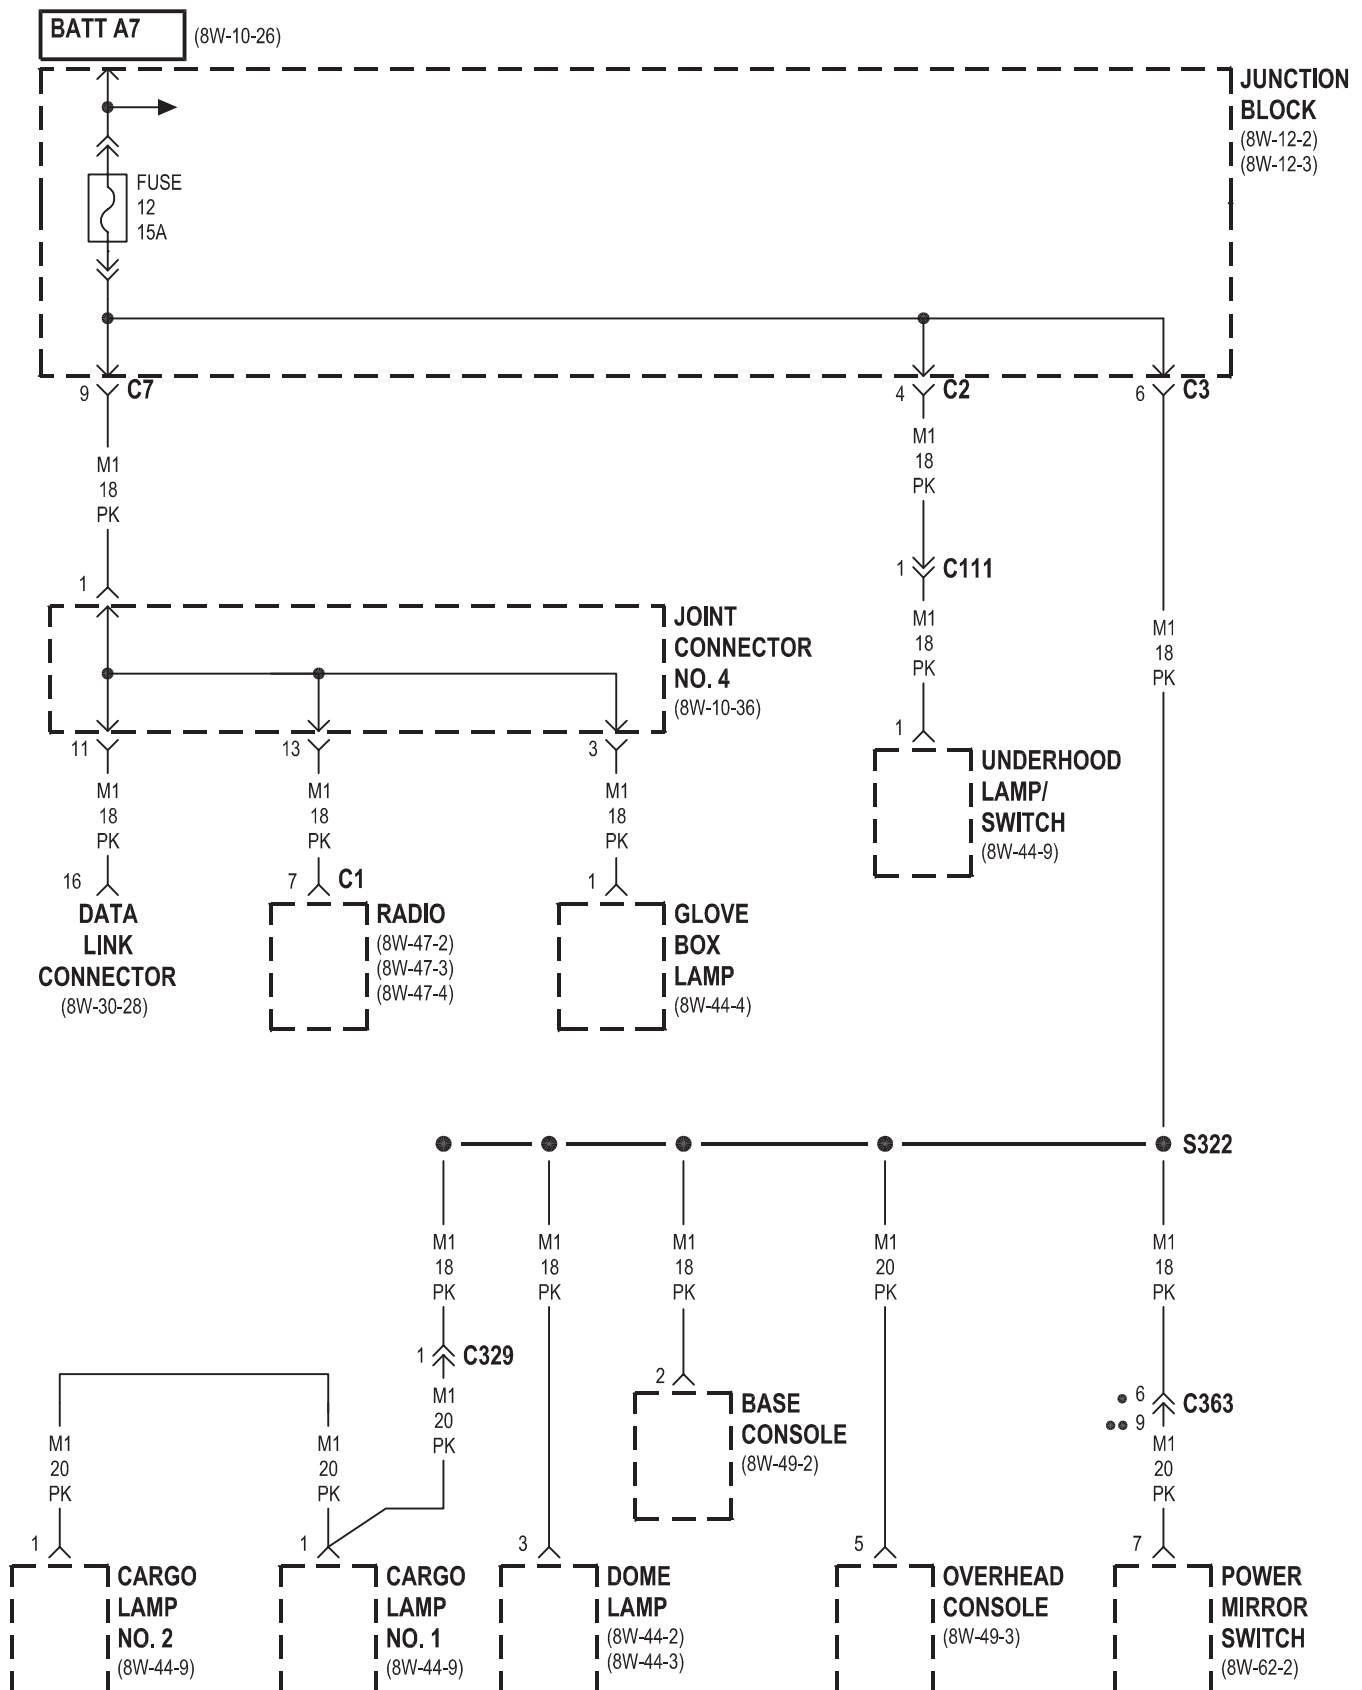 BATT A7
(8W-10-26)
JUNCTION
BLOCK
(8W-12-2)
(8W-12-3)
FUSE
12
15A
9
C7
4
C2
6
C3
M1
18
PK
M1
18
PK
1
C111
M1
18
PK
M1
18
PK
1
JOINT
CONNECTOR
NO. 4
(8W-10-36)
11
13
3
1
UNDERHOOD
LAMP/
SWITCH
(8W-44-9)
M1
18
PK
M1
18
PK
M1
18
PK
16
7
C1
1
DATA
LINK
CONNECTOR
(8W-30-28)
RADIO
(8W-47-2)
(8W-47-3)
(8W-47-4)
GLOVE
BOX
LAMP
(8W-44-4)
S322
M1
18
PK
M1
18
PK
M1
18
PK
M1
20
PK
M1
18
PK
1
C329
M1
20
PK
2
BASE
CONSOLE
(8W-49-2)
• 6
•• 9
C363
M1
20
PK
M1
20
PK
M1
20
PK
1
CARGO
LAMP
NO. 2
(8W-44-9)
1
CARGO
LAMP
NO. 1
(8W-44-9)
3
DOME
LAMP
(8W-44-2)
(8W-44-3)
5
OVERHEAD
CONSOLE
(8W-49-3)
7
POWER
MIRROR
SWITCH
(8W-62-2)